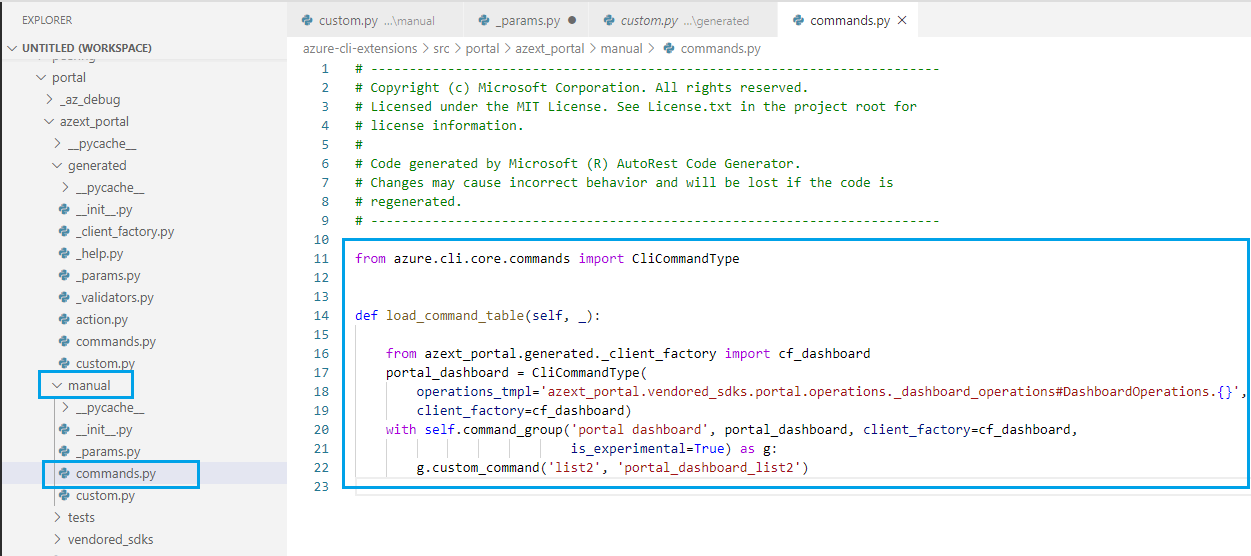 EXPLORER
UNTITLED (WORKSPACE)
portal
_az_debug
azext_portal
__pycache__
generated
__pycache__
__init__.py
_client_factory.py
_help.py
_params.py
_validators.py
action.py
commands.py
custom.py
manual
__pycache__
__init__.py
_params.py
commands.py
custom.py
tests
vendored_sdks
custom.py ...\manual
_params.py
custom.py ...\generated
commands.py
azure-cli-extensions > src > portal > azext_portal > manual > commands.py
1 # --------------------------------------------------------------------------
2 # Copyright (c) Microsoft Corporation. All rights reserved.
3 # Licensed under the MIT License. See License.txt in the project root for
4 # license information.
5 #
6 # Code generated by Microsoft (R) AutoRest Code Generator.
7 # Changes may cause incorrect behavior and will be lost if the code is
8 # regenerated.
9 # --------------------------------------------------------------------------
10
11 from azure.cli.core.commands import CliCommandType
12
13
14 def load_command_table(self, _):
15
16     from azext_portal.generated._client_factory import cf_dashboard
17     portal_dashboard = CliCommandType(
18         operations_tmpl='azext_portal.vendored_sdks.portal.operations._dashboard_operations#DashboardOperations.{}',
19         client_factory=cf_dashboard)
20     with self.command_group('portal dashboard', portal_dashboard, client_factory=cf_dashboard,
21                             is_experimental=True) as g:
22         g.custom_command('list2', 'portal_dashboard_list2')
23